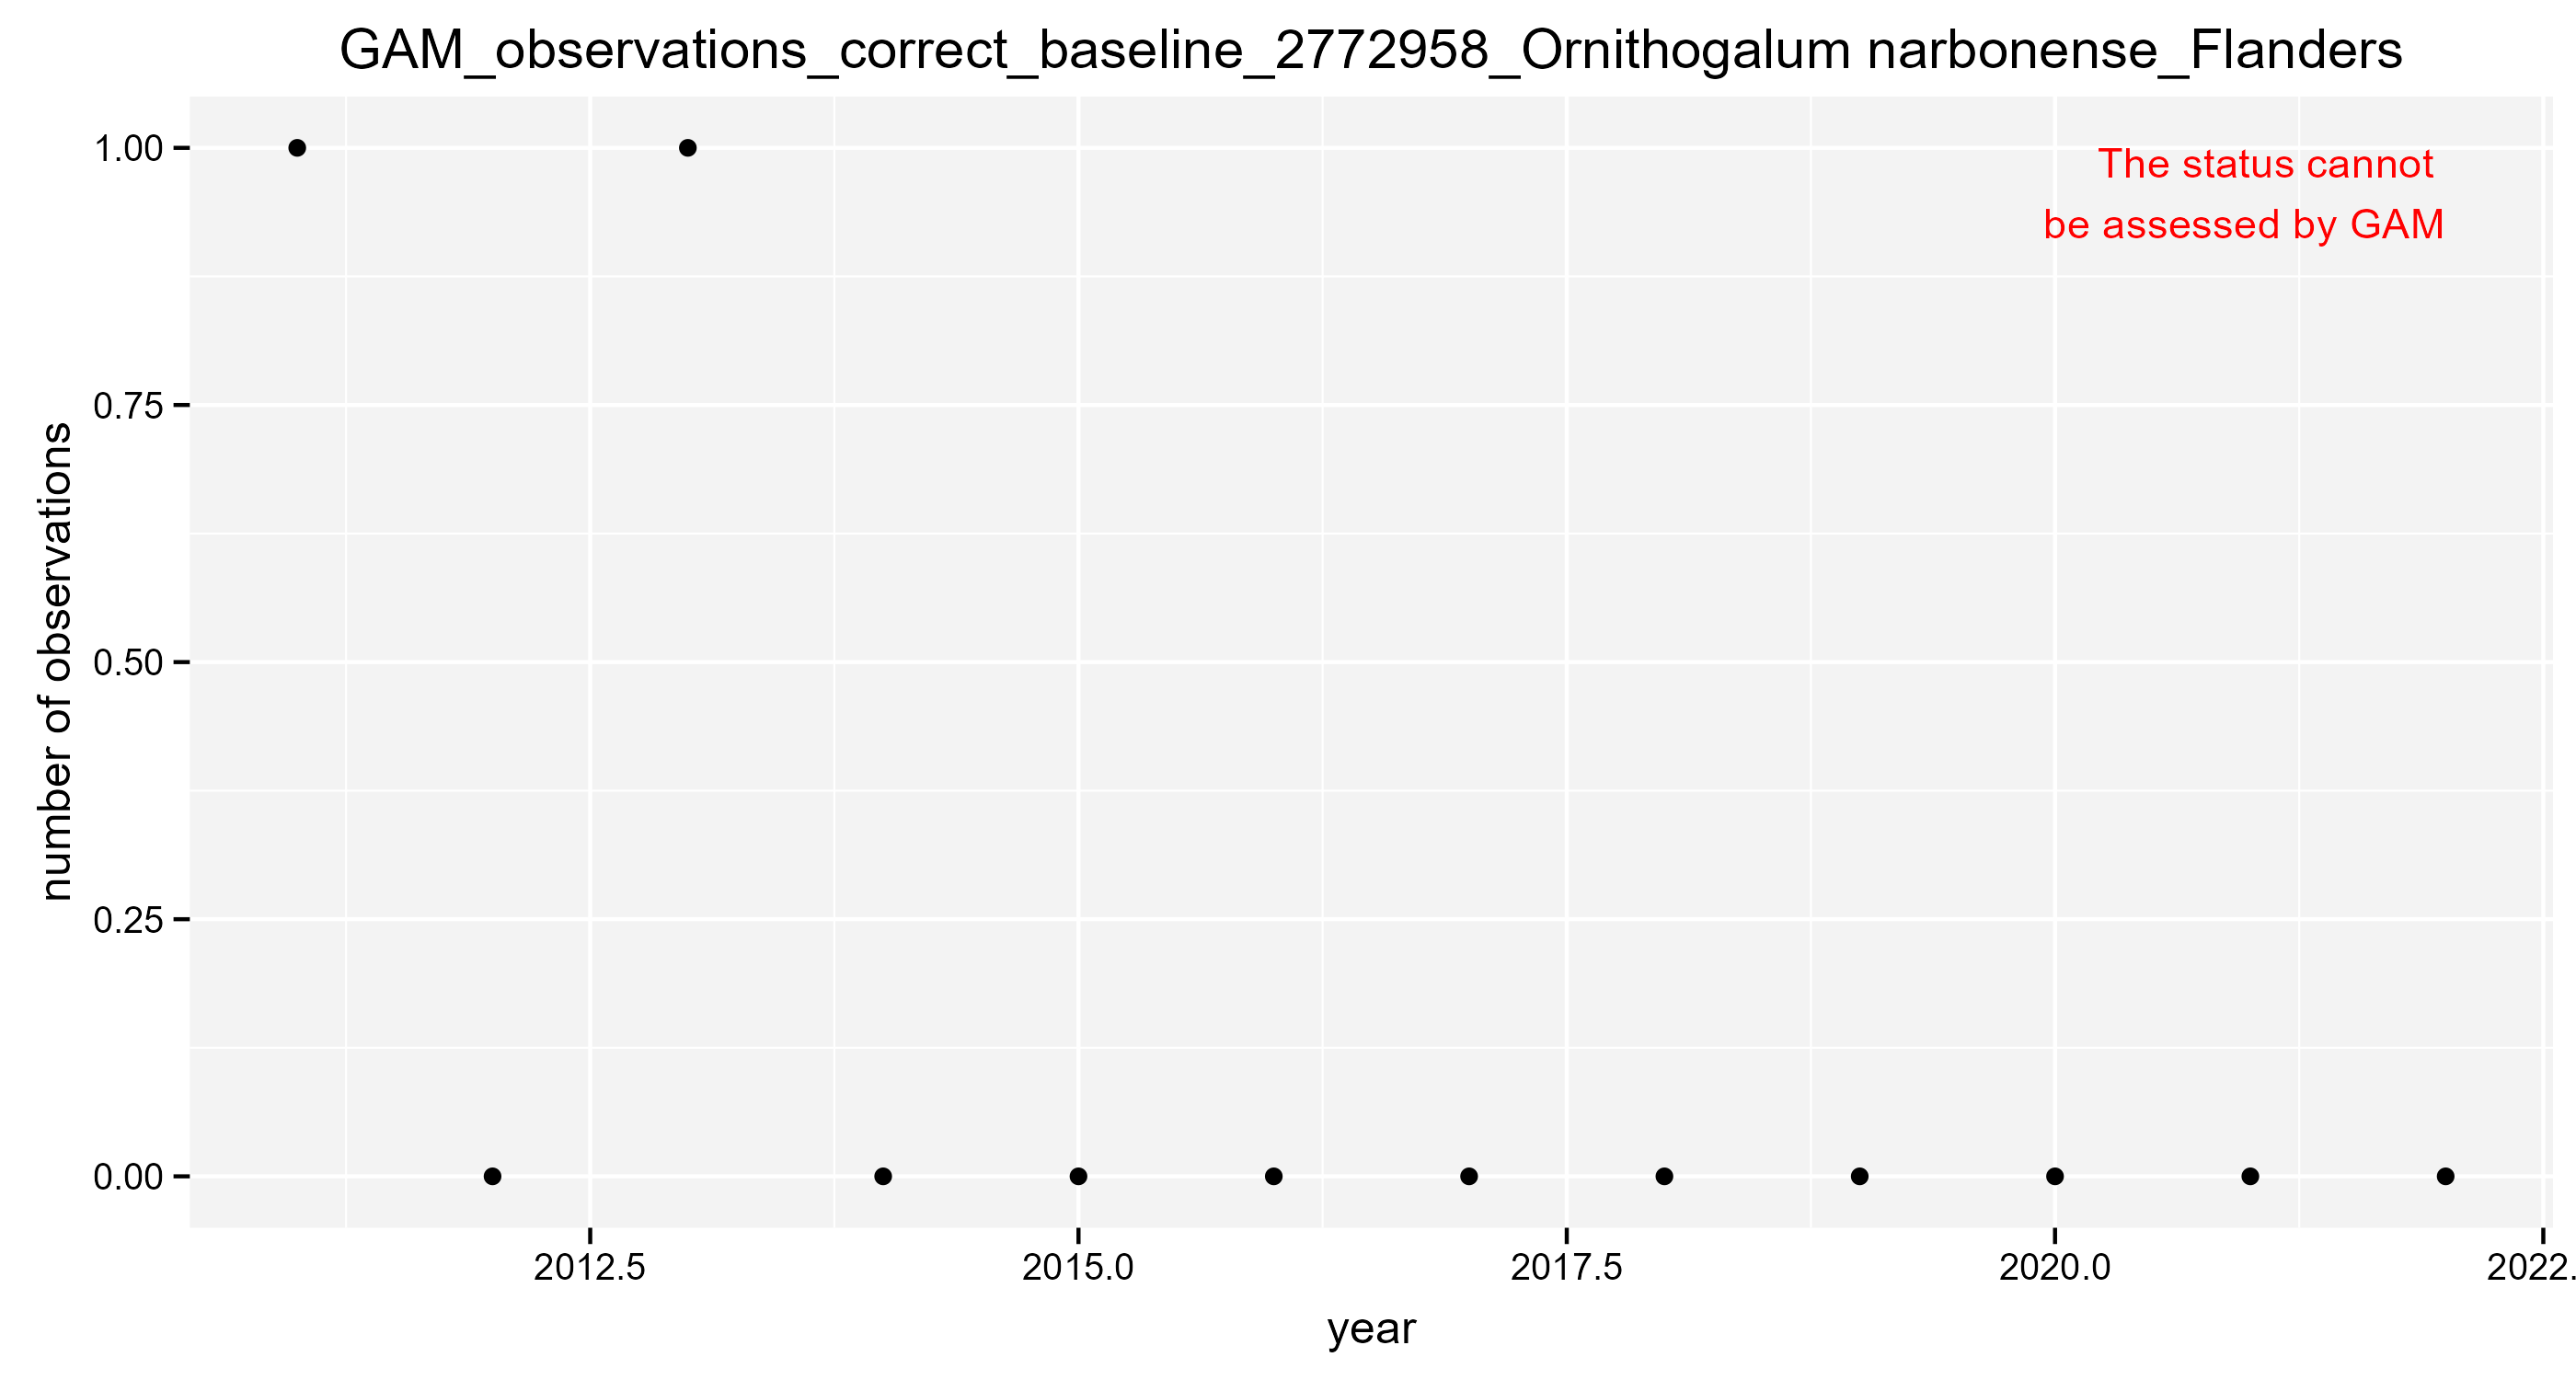 GAM_observations_correct_baseline_2772958_Ornithogalum narbonense_Flanders
The status cannot
be assessed by GAM
number of observations
1.00
0.75
0.50
0.25
0.00
2012.5 2015.0 2017.5 2020.0 2022.
year